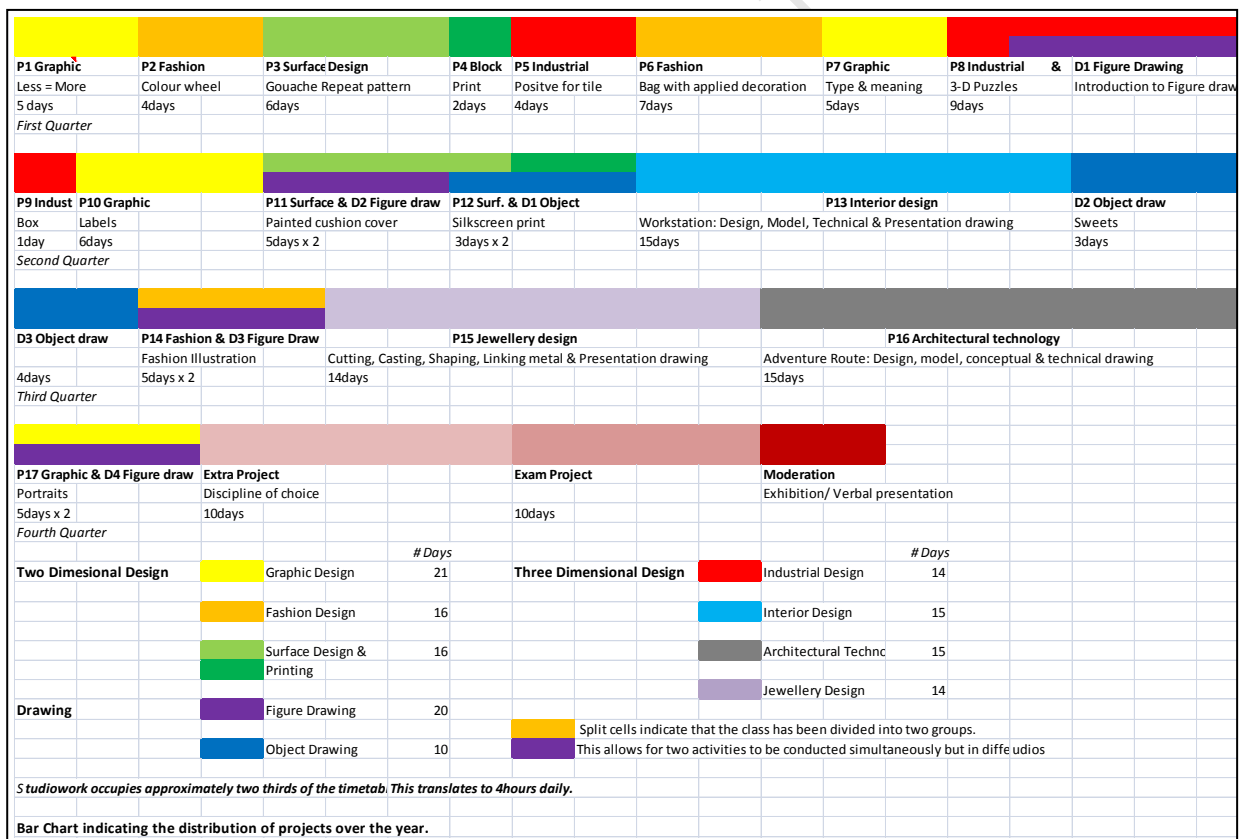 P1 Graphic P2 Fashion P3 Surface Design P4 Block P5 Industrial P6 Fashion P7 Graphic P8 Industrial & D1 Figure Drawing
Less = More Colour wheel Gouache Repeat pattern Print Positve for tile Bag with applied decoration Type & meaning 3-D Puzzles Introduction to Figure draw
5 days 4days 6days 2days 4days 7days 5days 9days
First Quarter
P9 Indust P10 Graphic P11 Surface & D2 Figure draw P12 Surf. & D1 Object P13 Interior design D2 Object draw
Box Labels Painted cushion cover Silkscreen print Workstation: Design, Model, Technical & Presentation drawing Sweets
1day 6days 5days x 2 3days x 2 15days 3days
Second Quarter
D3 Object draw P14 Fashion & D3 Figure Draw P15 Jewellery design P16 Architectural technology
Fashion Illustration Cutting, Casting, Shaping, Linking metal & Presentation drawing Adventure Route: Design, model, conceptual & technical drawing
4days 5days x 2 14days 15days
Third Quarter
P17 Graphic & D4 Figure draw Extra Project Exam Project Moderation
Portraits Discipline of choice Exhibition/ Verbal presentation
5days x 2 10days 10days
Fourth Quarter
# Days # Days
Two Dimesional Design Graphic Design 21 Three Dimensional Design Industrial Design 14
Fashion Design 16 Interior Design 15
Surface Design & 16 Architectural Techno 15
Printing
Jewellery Design 14
Drawing Figure Drawing 20
Split cells indicate that the class has been divided into two groups.
Object Drawing 10 This allows for two activities to be conducted simultaneously but in diffe udios
Studiowork occupies approximately two thirds of the timetabl This translates to 4hours daily.
Bar Chart indicating the distribution of projects over the year.